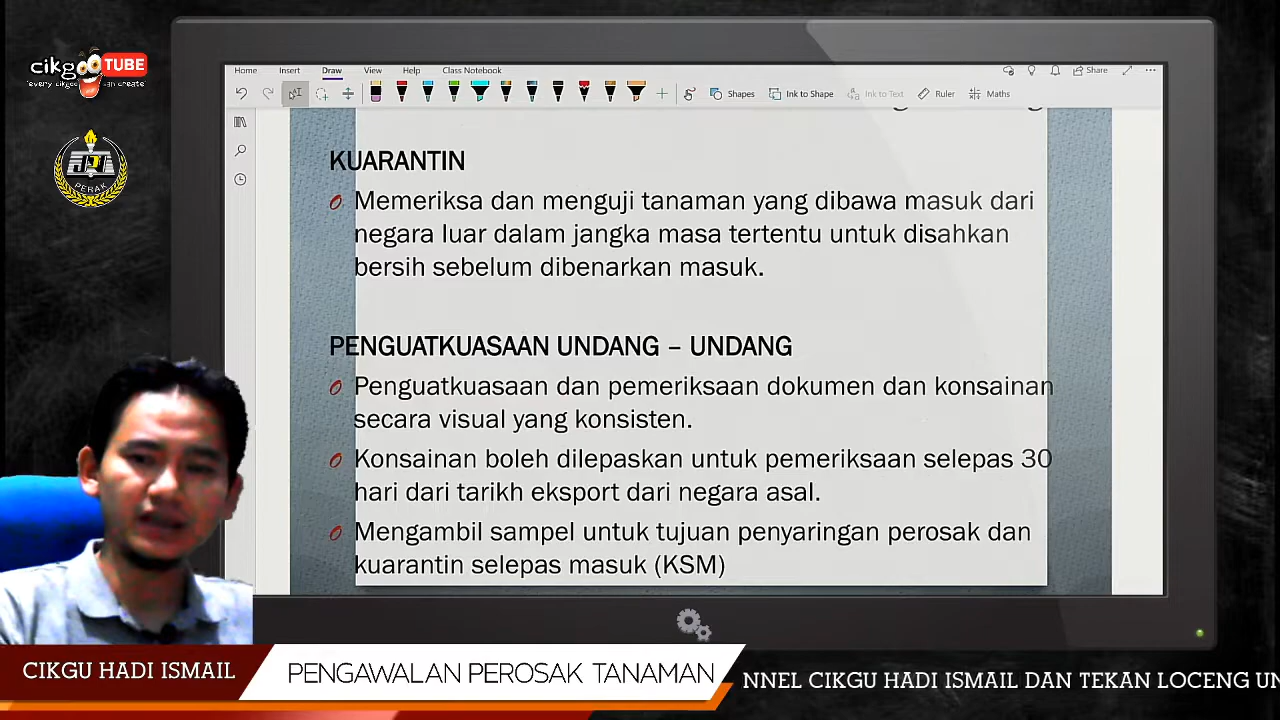 cikgooTUBE
Home Insert Draw View Help Class Notebook Share
Shapes Ink to Shape Ink to Text Ruler Maths
PERAK
KUARANTIN
Memeriksa dan menguji tanaman yang dibawa masuk dari
negara luar dalam jangka masa tertentu untuk disahkan
bersih sebelum dibenarkan masuk.
PENGUATKUASAAN UNDANG – UNDANG
Penguatkuasaan dan pemeriksaan dokumen dan konsainan
secara visual yang konsisten.
Konsainan boleh dilepaskan untuk pemeriksaan selepas 30
hari dari tarikh eksport dari negara asal.
Mengambil sampel untuk tujuan penyaringan perosak dan
kuarantin selepas masuk (KSM)
CIKGU HADI ISMAIL
PENGAWALAN PEROSAK TANAMAN
NNEL CIKGU HADI ISMAIL DAN TEKAN LOCENG UN